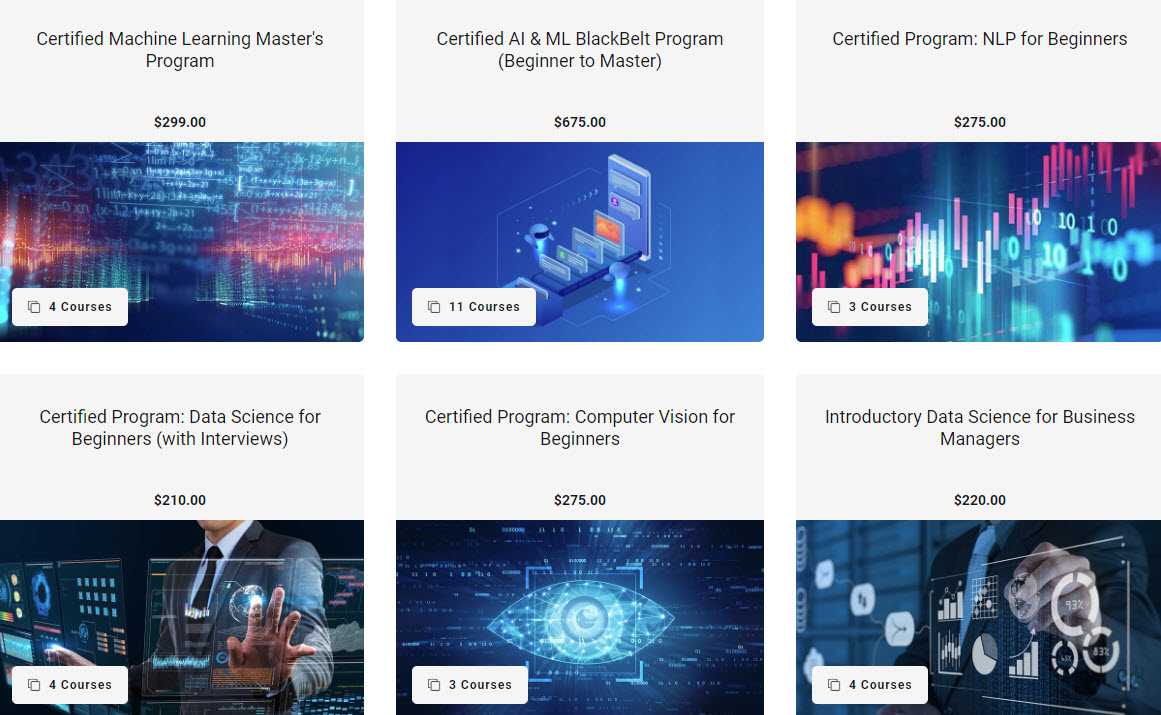 Certified Machine Learning Master's
Program
$299.00
4 Courses
Certified AI & ML BlackBelt Program
(Beginner to Master)
$675.00
11 Courses
Certified Program: NLP for Beginners
$275.00
3 Courses
Certified Program: Data Science for
Beginners (with Interviews)
$210.00
4 Courses
Certified Program: Computer Vision for
Beginners
$275.00
3 Courses
Introductory Data Science for Business
Managers
$220.00
93%
83%
4 Courses